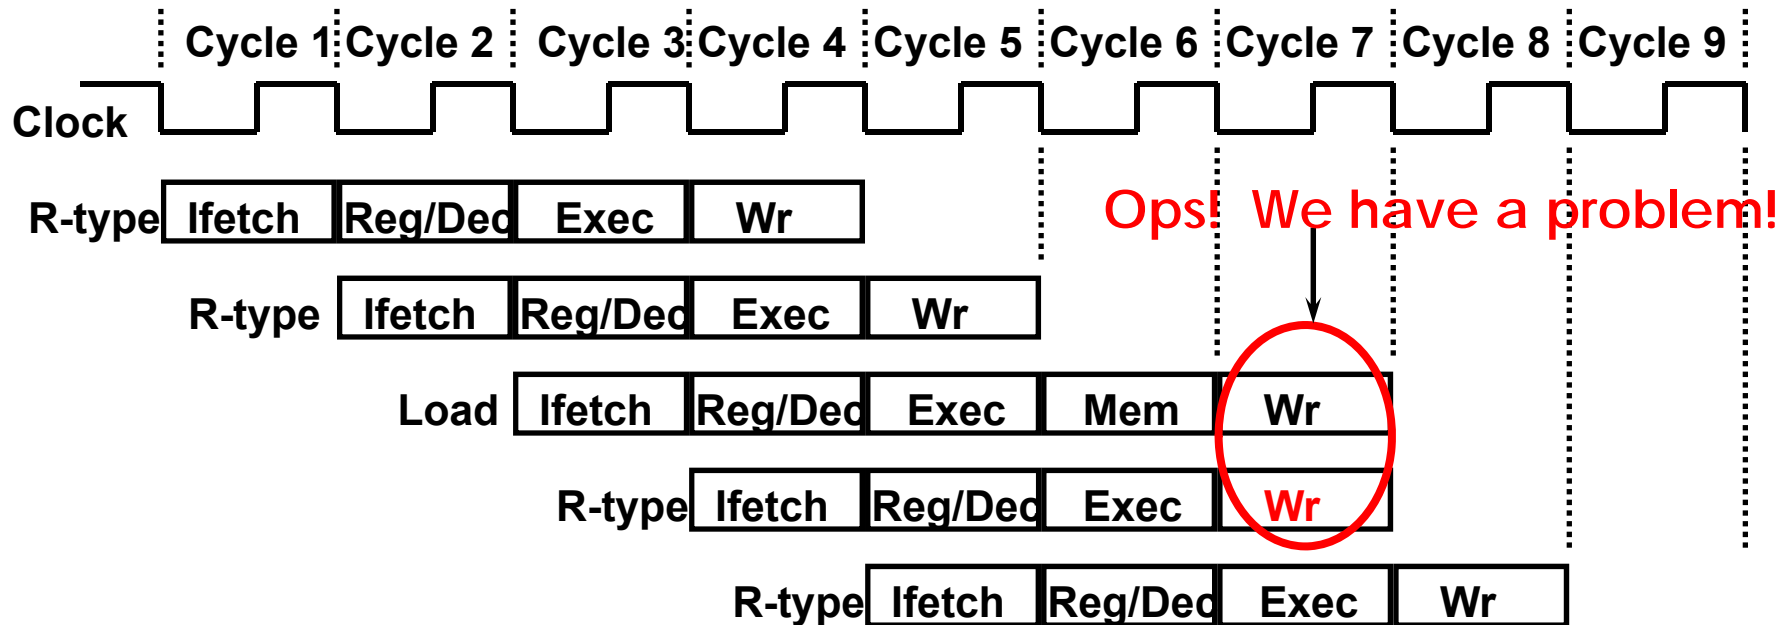 Cycle 1 Cycle 2 Cycle 3 Cycle 4 Cycle 5 Cycle 6 Cycle 7 Cycle 8 Cycle 9
Clock
R-type Ifetch Reg/Dec Exec Wr Ops! We have a problem!
R-type Ifetch Reg/Dec Exec Wr
Load Ifetch Reg/Dec Exec Mem Wr
R-type Ifetch Reg/Dec Exec Wr
R-type Ifetch Reg/Dec Exec Wr